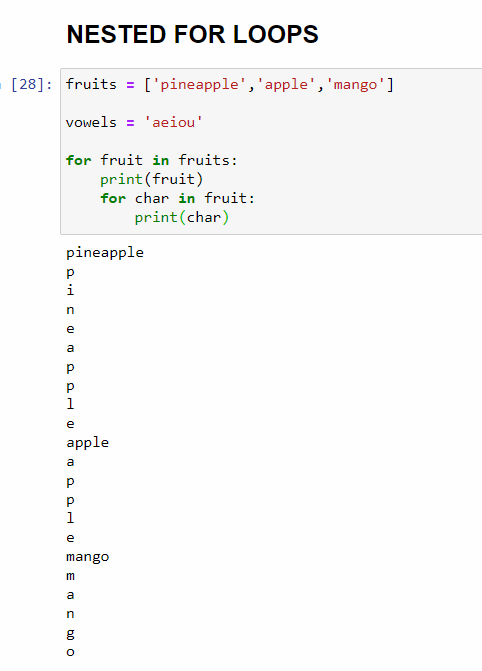 NESTED FOR LOOPS
[28]: fruits = ['pineapple','apple','mango']
vowels = 'aeiou'
for fruit in fruits:
    print(fruit)
    for char in fruit:
        print(char)
pineapple
p
i
n
e
a
p
p
l
e
apple
a
p
p
l
e
mango
m
a
n
g
o